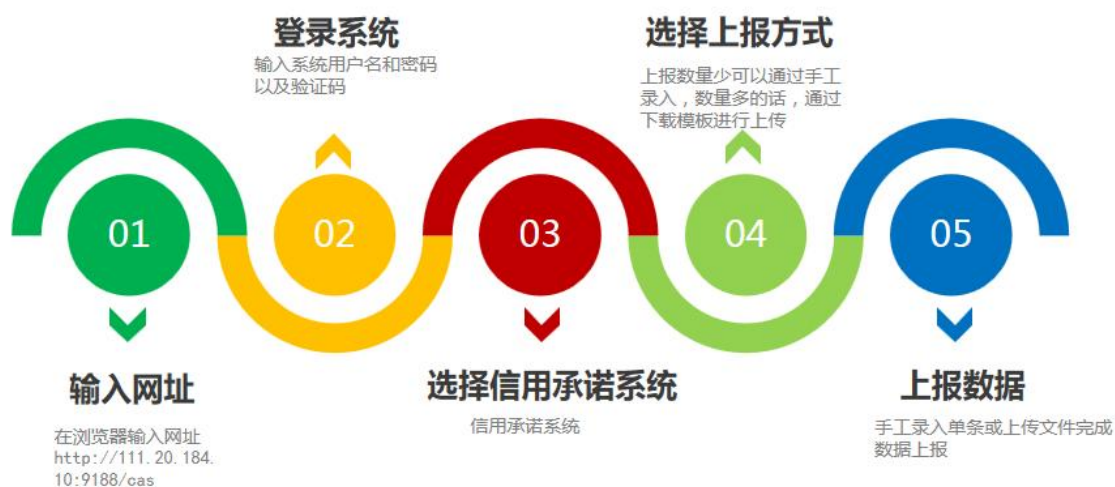 01
输入网址
在浏览器输入网址
http://111.20.184.
10:9188/cas
登录系统
输入系统用户名和密码
以及验证码
02
03
选择信用承诺系统
信用承诺系统
选择上报方式
上报数量少可以通过手工
录入，数量多的话，通过
下载模板进行上传
04
05
上报数据
手工录入单条或上传文件完成
数据上报